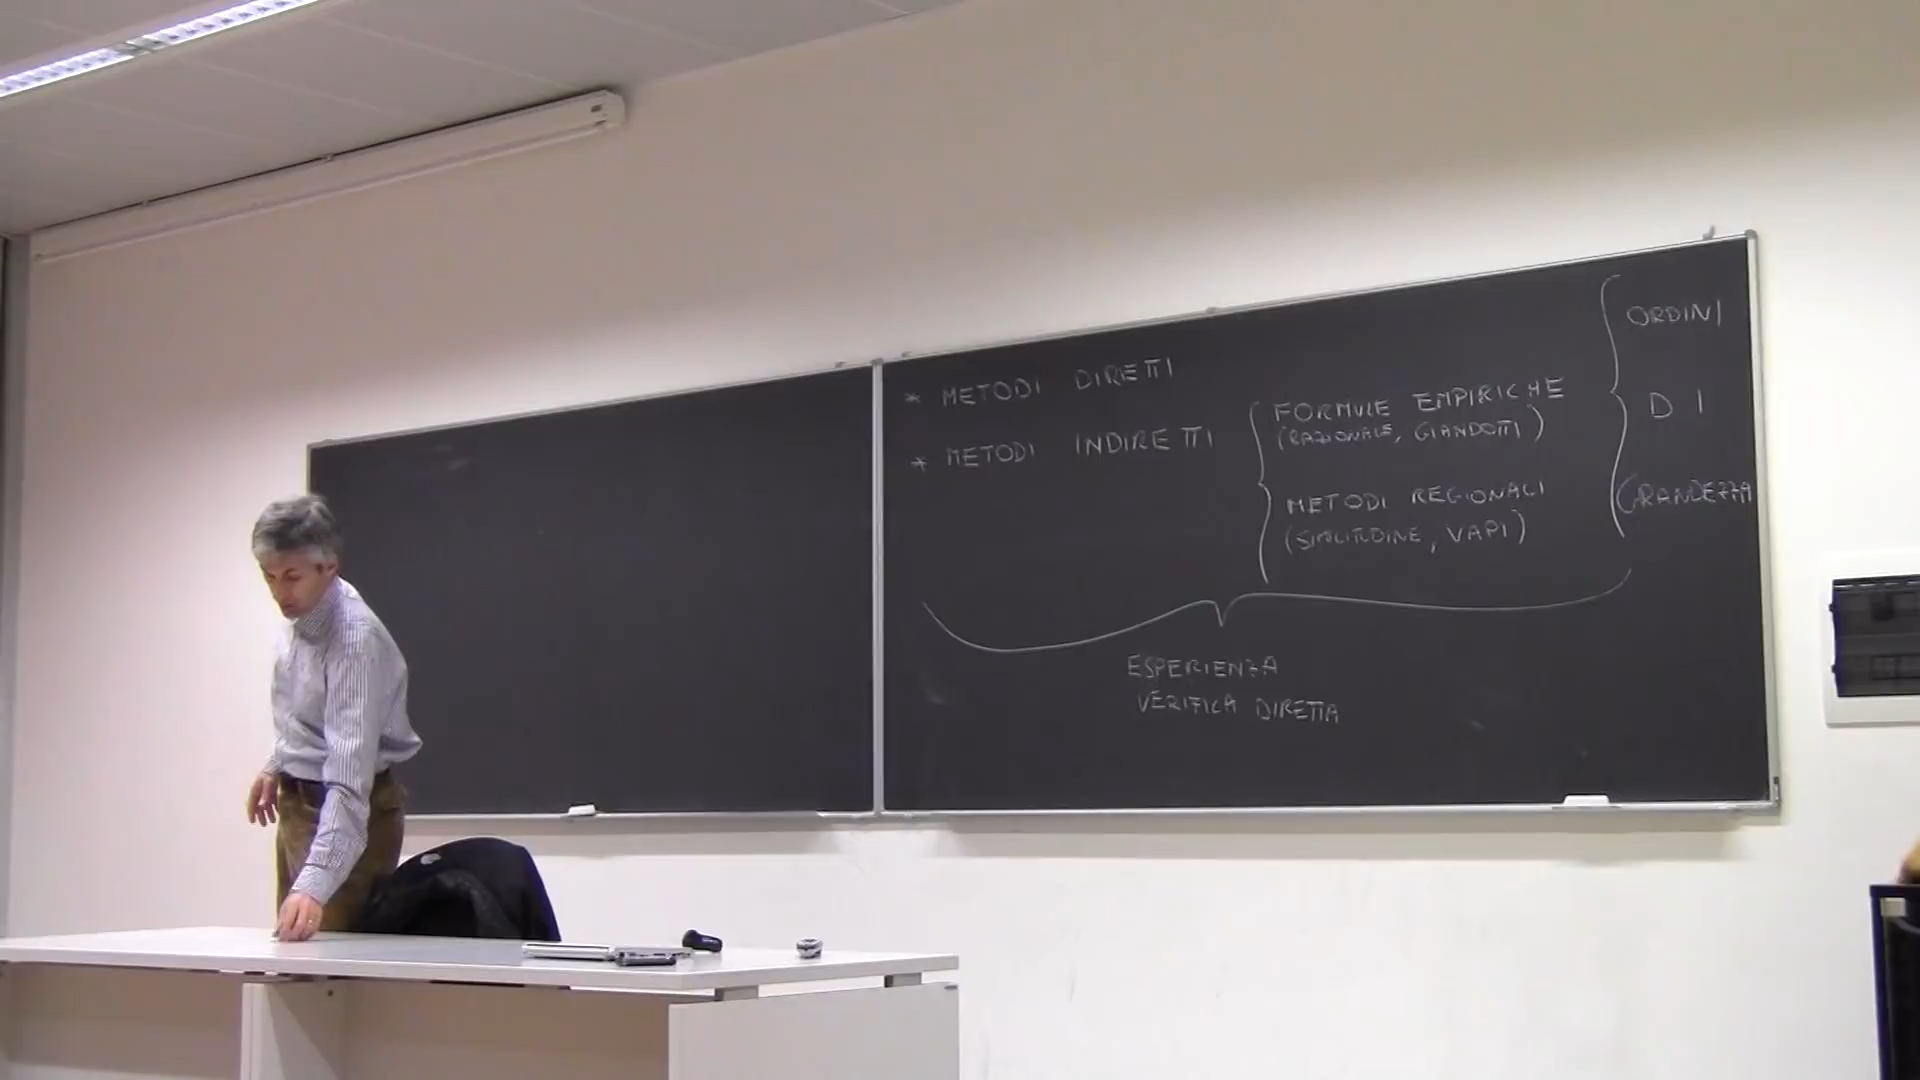 * METODI DIRETTI
* METODI INDIRETTI
FORMULE EMPIRICHE
(RAZIONALE, GIANDOTTI)
METODI REGIONALI
(SIMILITUDINE, VAPI)
ORDINI
DI
GRANDEZZA
ESPERIENZA
VERIFICA DIRETTA